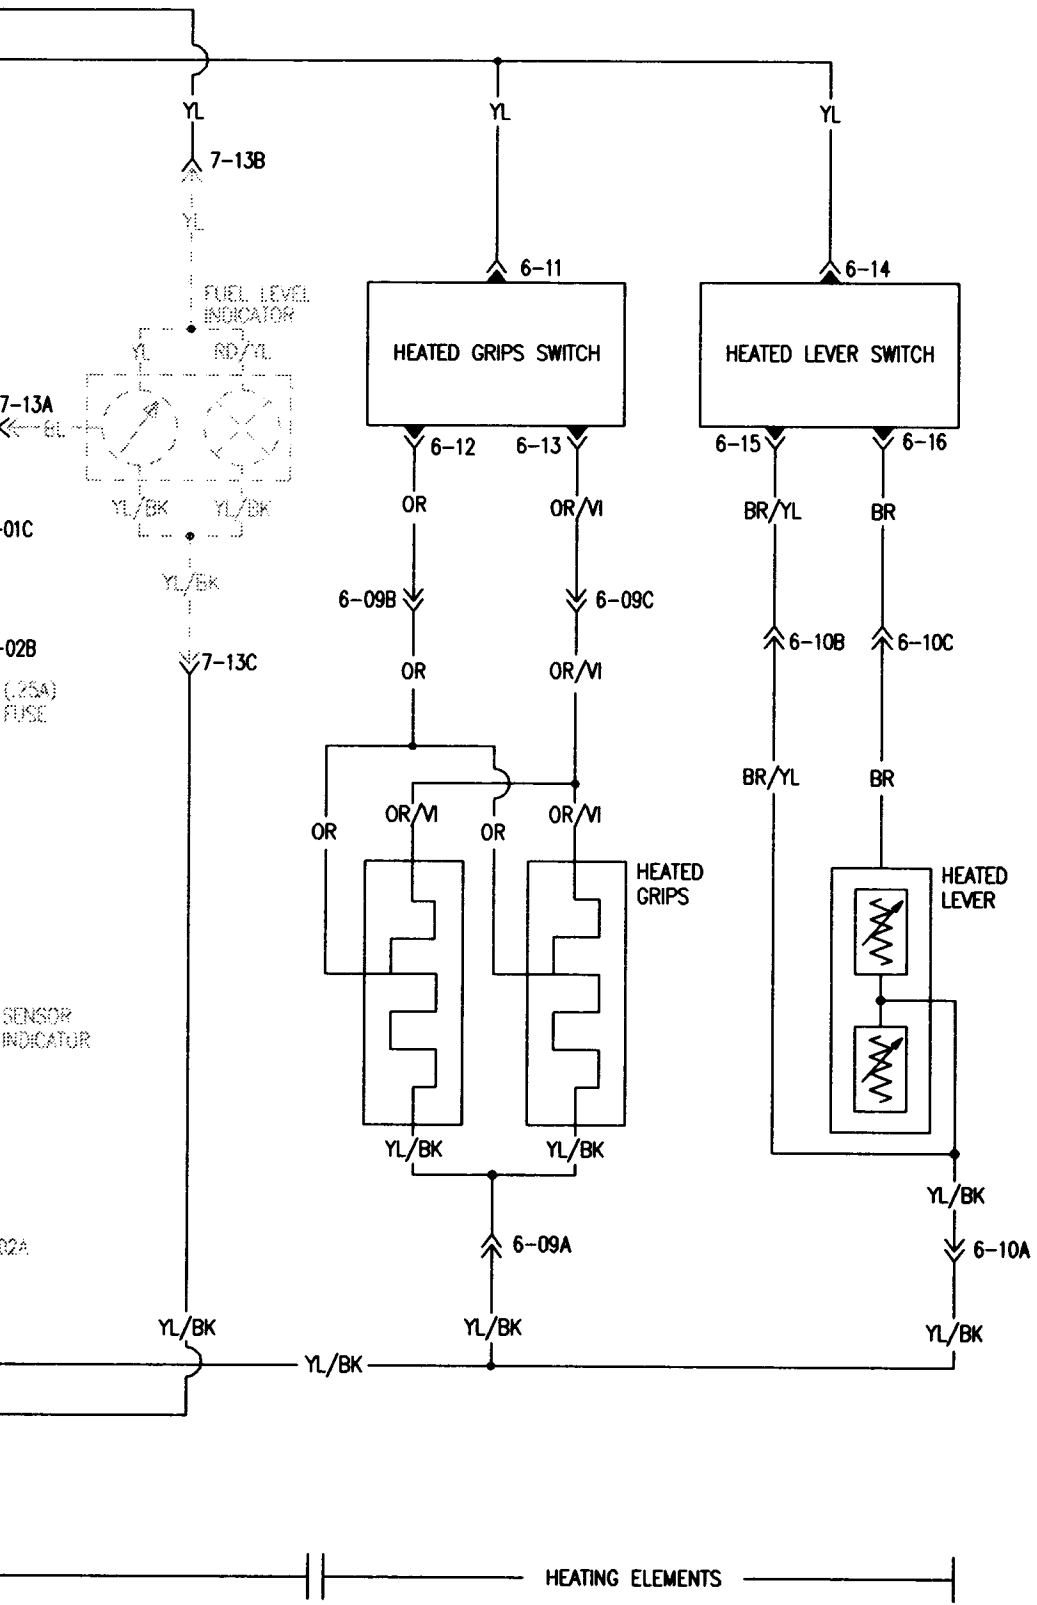 YL
YL
YL
7-13B
YL
6-11
6-14
FUEL LEVEL
INDICATOR
YL
RD/YL
HEATED GRIPS SWITCH
HEATED LEVER SWITCH
7-13A
BL
6-12
6-13
6-15
6-16
YL/BK
YL/BK
OR
OR/VI
BR/YL
BR
-01C
YL/BK
6-09B
6-09C
-02B
7-13C
6-10B
6-10C
(.25A)
FUSE
OR
OR/VI
BR/YL
BR
OR
OR/VI
OR
OR/VI
HEATED
GRIPS
HEATED
LEVER
SENSOR
INDICATOR
YL/BK
YL/BK
YL/BK
02A
6-09A
6-10A
YL/BK
YL/BK
YL/BK
YL/BK
HEATING ELEMENTS